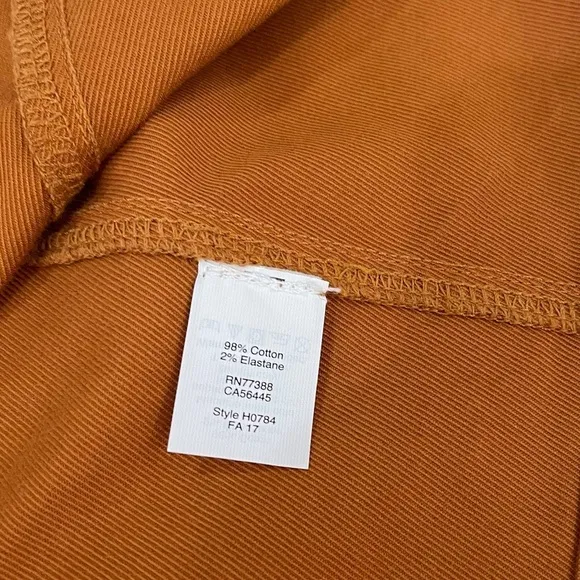 98% Cotton
2% Elastane
RN77388
CA56445
Style H0784
FA 17